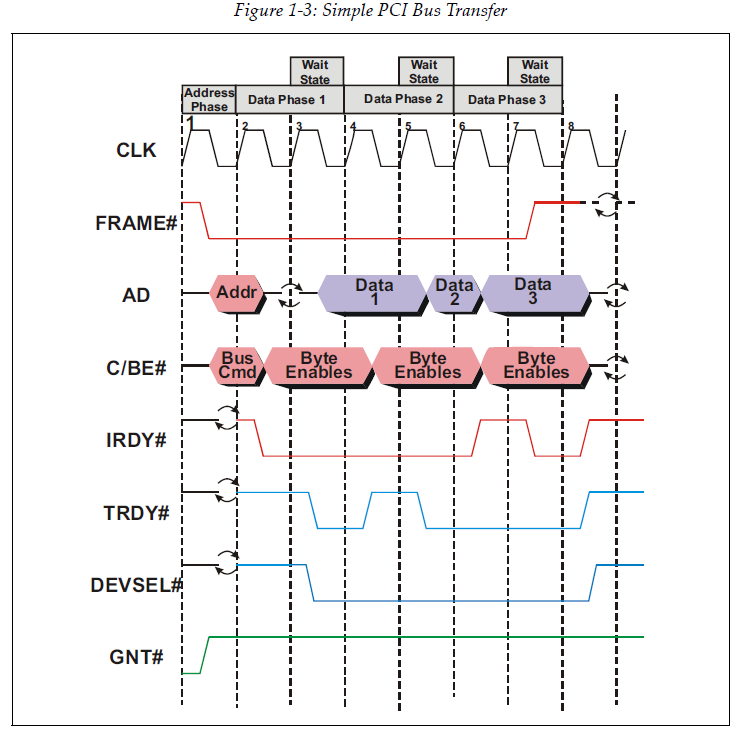 Figure 1-3: Simple PCI Bus Transfer
Wait Wait Wait
State State State
Address
Phase Data Phase 1 Data Phase 2 Data Phase 3
1 2 3 4 5 6 7 8
CLK
FRAME#
AD Addr Data Data Data
1 2 3
C/BE# Bus Byte Byte Byte
Cmd Enables Enables Enables
IRDY#
TRDY#
DEVSEL#
GNT#